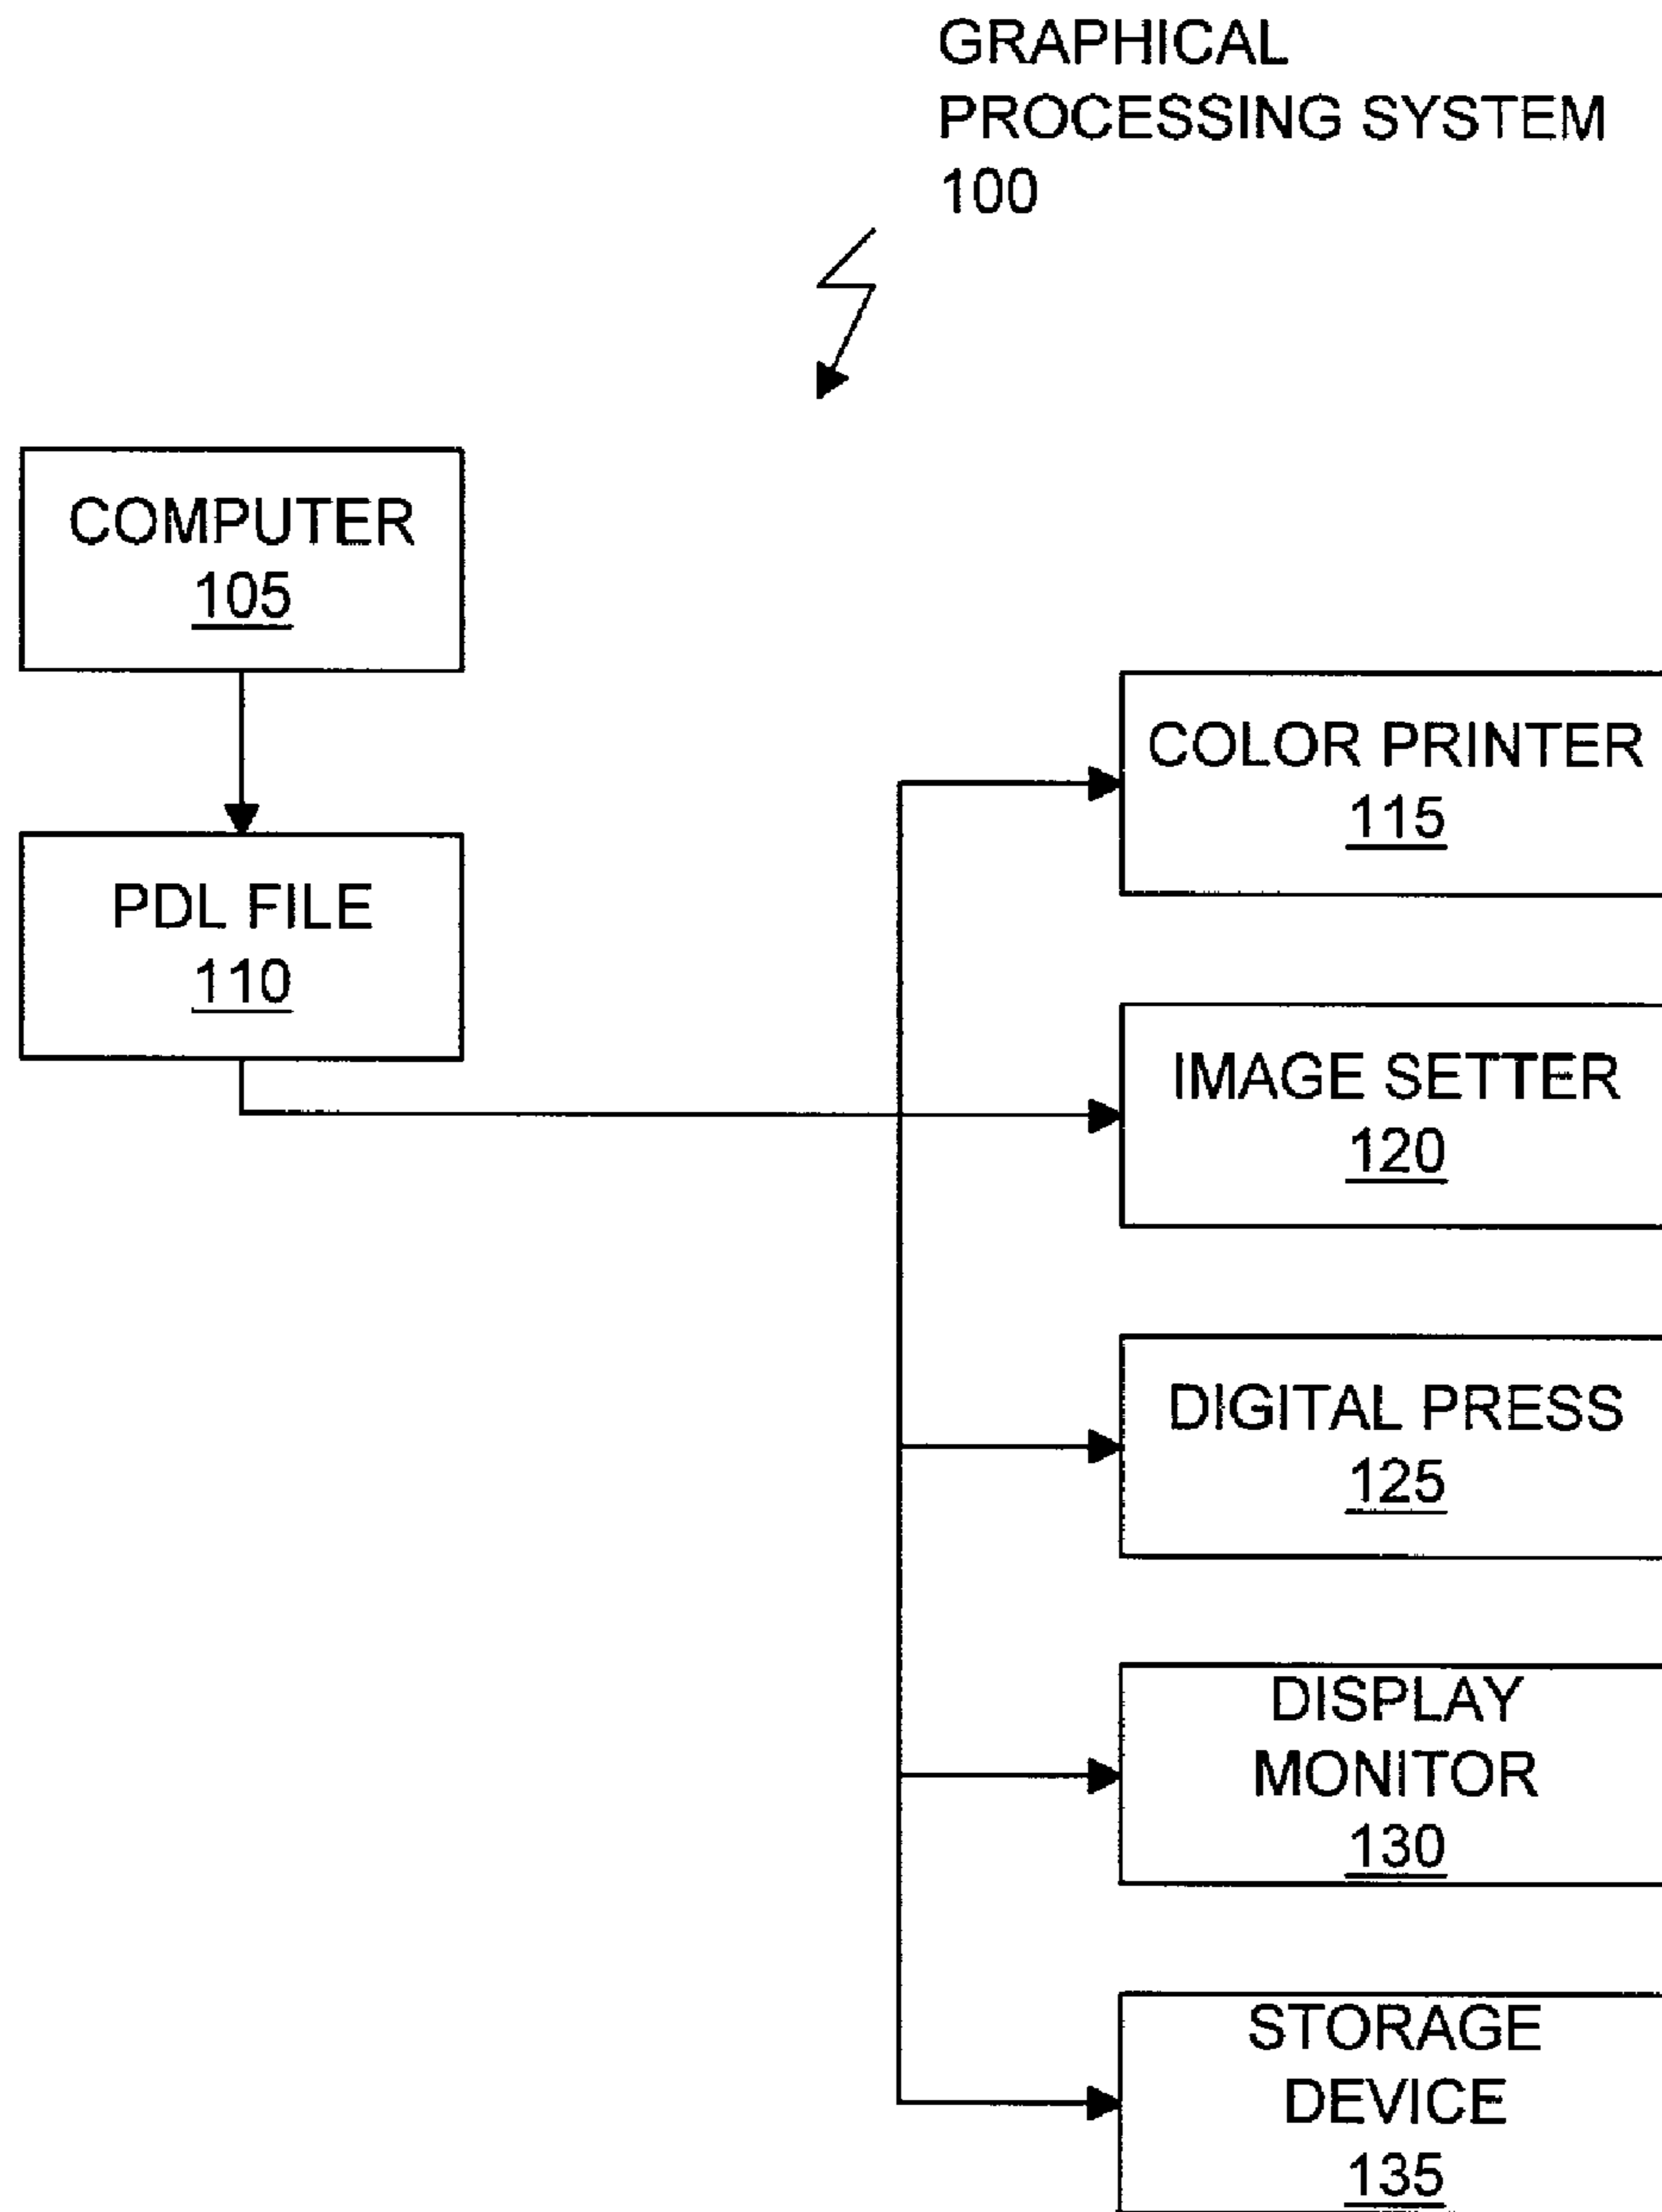 GRAPHICAL
PROCESSING SYSTEM
100
COMPUTER
105
PDL FILE
110
COLOR PRINTER
115
IMAGE SETTER
120
DIGITAL PRESS
125
DISPLAY
MONITOR
130
STORAGE
DEVICE
135